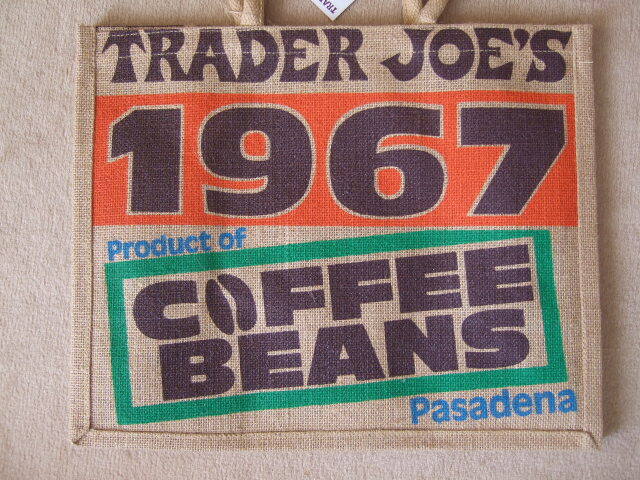 TRADER JOE'S
1967
Product of
COFFEE
BEANS
Pasadena